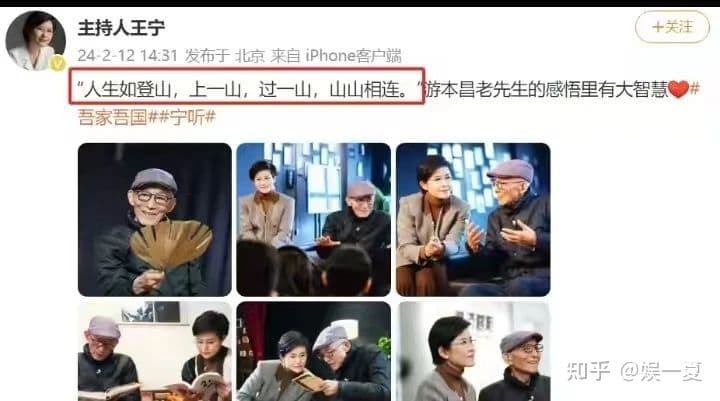 主持人王宁
+关注
24-2-12 14:31 发布于 北京 来自 iPhone客户端
“人生如登山，上一山，过一山，山山相连。”游本昌老先生的感悟里有大智慧❤#
吾家吾国##宁听#
知乎 @娱一夏